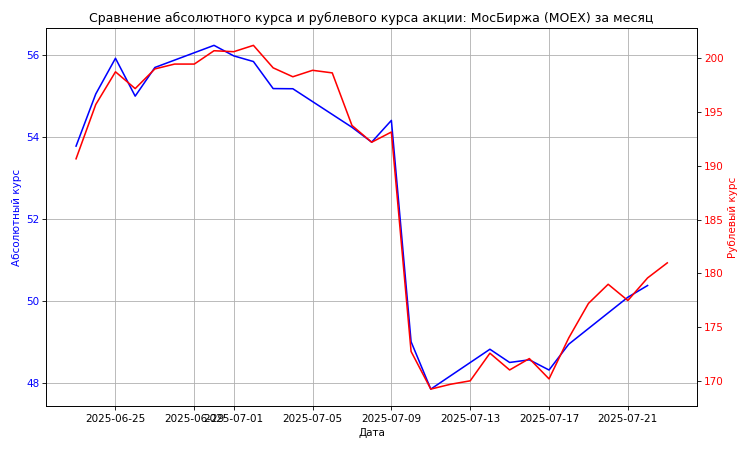 Сравнение абсолютного курса и рублевого курса акции: МосБиржа (MOEX) за месяц
56
54
52
50
48
Абсолютный курс
200
195
190
185
180
175
170
Рублевый курс
2025-06-25 2025-06-29 2025-07-01 2025-07-05 2025-07-09 2025-07-13 2025-07-17 2025-07-21
Дата